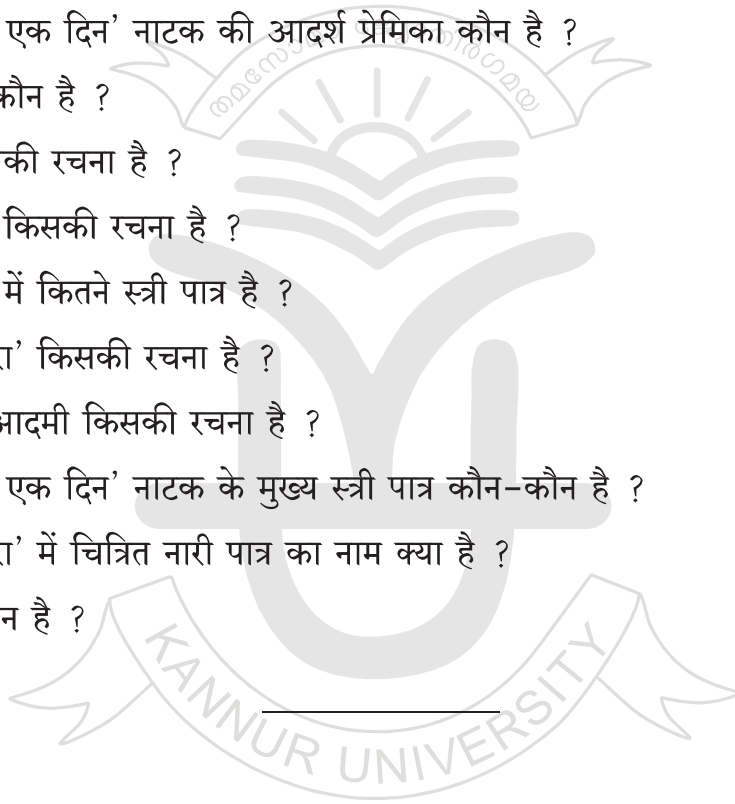 एक दिन’ नाटक की आदर्श प्रेमिका कौन है ?
कौन है ?
की रचना है ?
किसकी रचना है ?
में कितने स्त्री पात्र है ?
किसकी रचना है ?
आदमी किसकी रचना है ?
एक दिन’ नाटक के मुख्य स्त्री पात्र कौन–कौन है ?
में चित्रित नारी पात्र का नाम क्या है ?
है ?
KANNUR UNIVERSITY